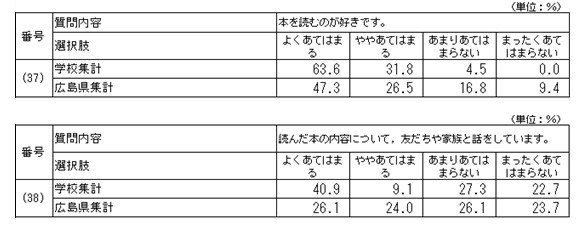 (単位：%)
番号 質問内容 本を読むのが好きです。
選択肢 よくあてはまる ややあてはまる あまりあてはまらない まったくあてはまらない
(37) 学校集計 63.6 31.8 4.5 0.0
広島県集計 47.3 26.5 16.8 9.4
(単位：%)
番号 質問内容 読んだ本の内容について，友だちや家族と話をしています。
選択肢 よくあてはまる ややあてはまる あまりあてはまらない まったくあてはまらない
(38) 学校集計 40.9 9.1 27.3 22.7
広島県集計 26.1 24.0 26.1 23.7